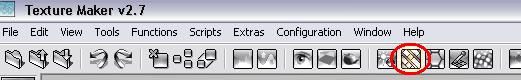 Texture Maker v2.7
File Edit View Tools Functions Scripts Extras Configuration Window Help